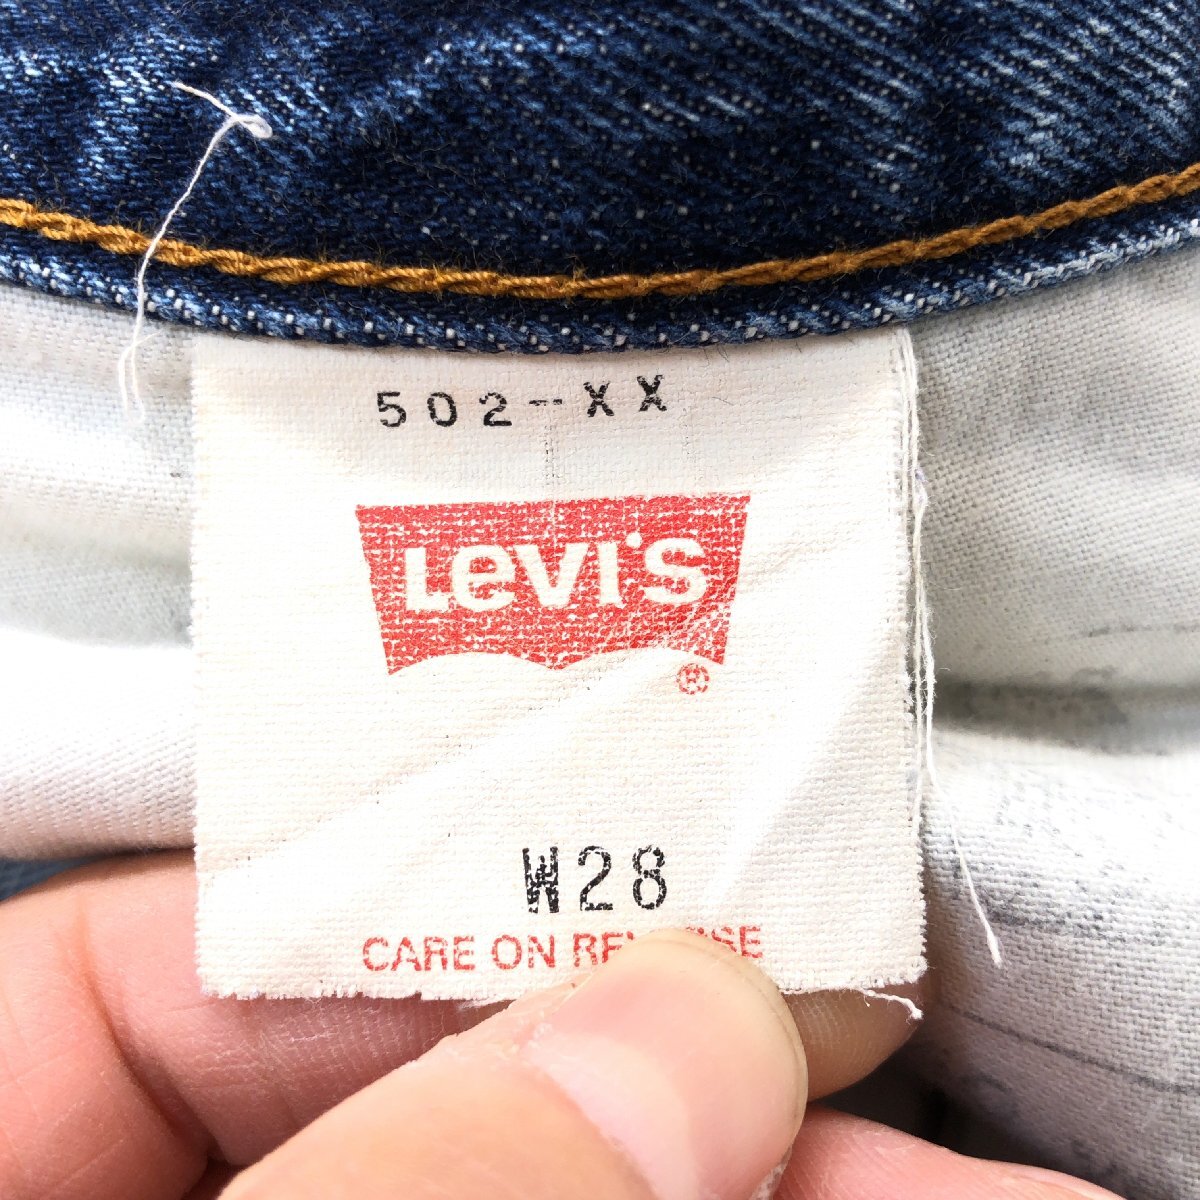 502-XX
Levi's
®
W28
CARE ON